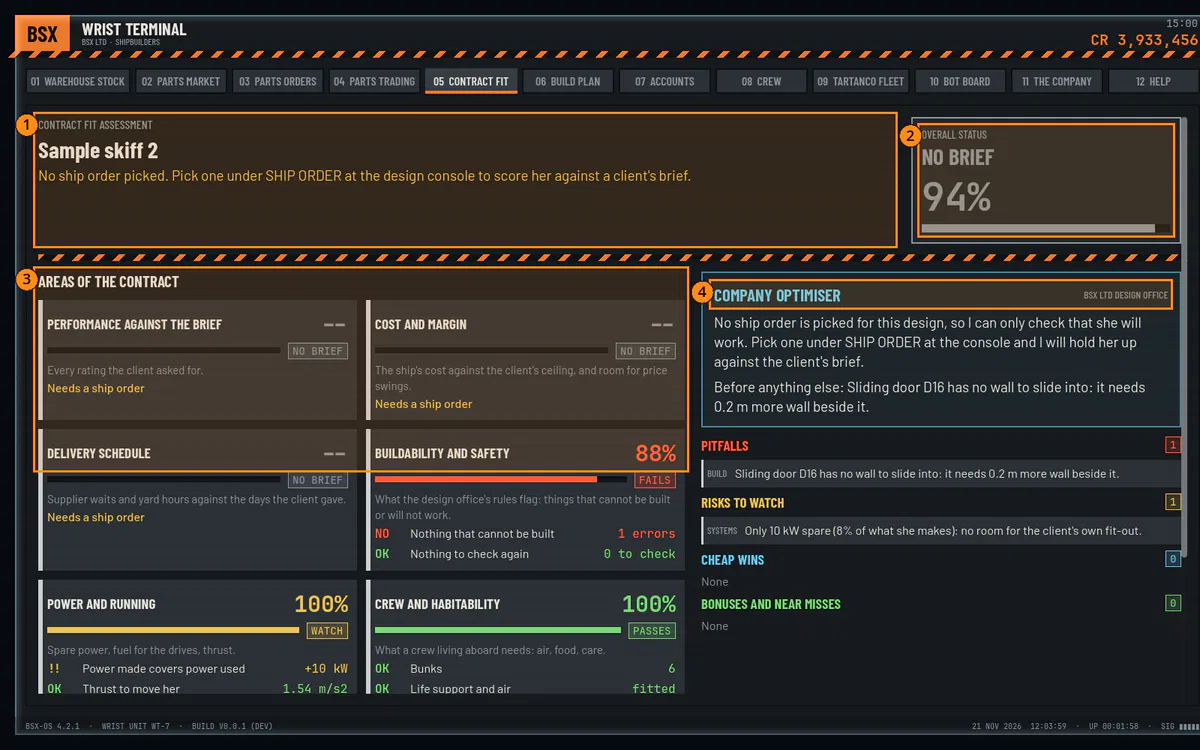 BSX
WRIST TERMINAL
BSX LTD · SHIPBUILDERS
15:00
CR 3,933,456
01 WAREHOUSE STOCK
02 PARTS MARKET
03 PARTS ORDERS
04 PARTS TRADING
05 CONTRACT FIT
06 BUILD PLAN
07 ACCOUNTS
08 CREW
09 TARTANCO FLEET
10 BOT BOARD
11 THE COMPANY
12 HELP
1
CONTRACT FIT ASSESSMENT
Sample skiff 2
No ship order picked. Pick one under SHIP ORDER at the design console to score her against a client's brief.
2
OVERALL STATUS
NO BRIEF
94%
3
AREAS OF THE CONTRACT
PERFORMANCE AGAINST THE BRIEF --
NO BRIEF
Every rating the client asked for.
Needs a ship order
COST AND MARGIN --
NO BRIEF
The ship's cost against the client's ceiling, and room for price
swings.
Needs a ship order
DELIVERY SCHEDULE --
NO BRIEF
Supplier waits and yard hours against the days the client gave.
Needs a ship order
BUILDABILITY AND SAFETY 88%
FAILS
What the design office's rules flag: things that cannot be built
or will not work.
NO Nothing that cannot be built 1 errors
OK Nothing to check again 0 to check
POWER AND RUNNING 100%
WATCH
Spare power, fuel for the drives, thrust.
!! Power made covers power used +10 kW
OK Thrust to move her 1.54 m/s2
CREW AND HABITABILITY 100%
PASSES
What a crew living aboard needs: air, food, care.
OK Bunks 6
OK Life support and air fitted
4
COMPANY OPTIMISER
BSX LTD DESIGN OFFICE
No ship order is picked for this design, so I can only check that she will
work. Pick one under SHIP ORDER at the console and I will hold her up
against the client's brief.
Before anything else: Sliding door D16 has no wall to slide into: it needs
0.2 m more wall beside it.
PITFALLS 1
BUILD Sliding door D16 has no wall to slide into: it needs 0.2 m more wall beside it.
RISKS TO WATCH 1
SYSTEMS Only 10 kW spare (8% of what she makes): no room for the client's own fit-out.
CHEAP WINS 0
None
BONUSES AND NEAR MISSES 0
None
BSX-OS 4.2.1 · WRIST UNIT WT-7 · BUILD V0.0.1 (DEV)
21 NOV 2026 12:03:59 · UP 00:01:58 · SIG